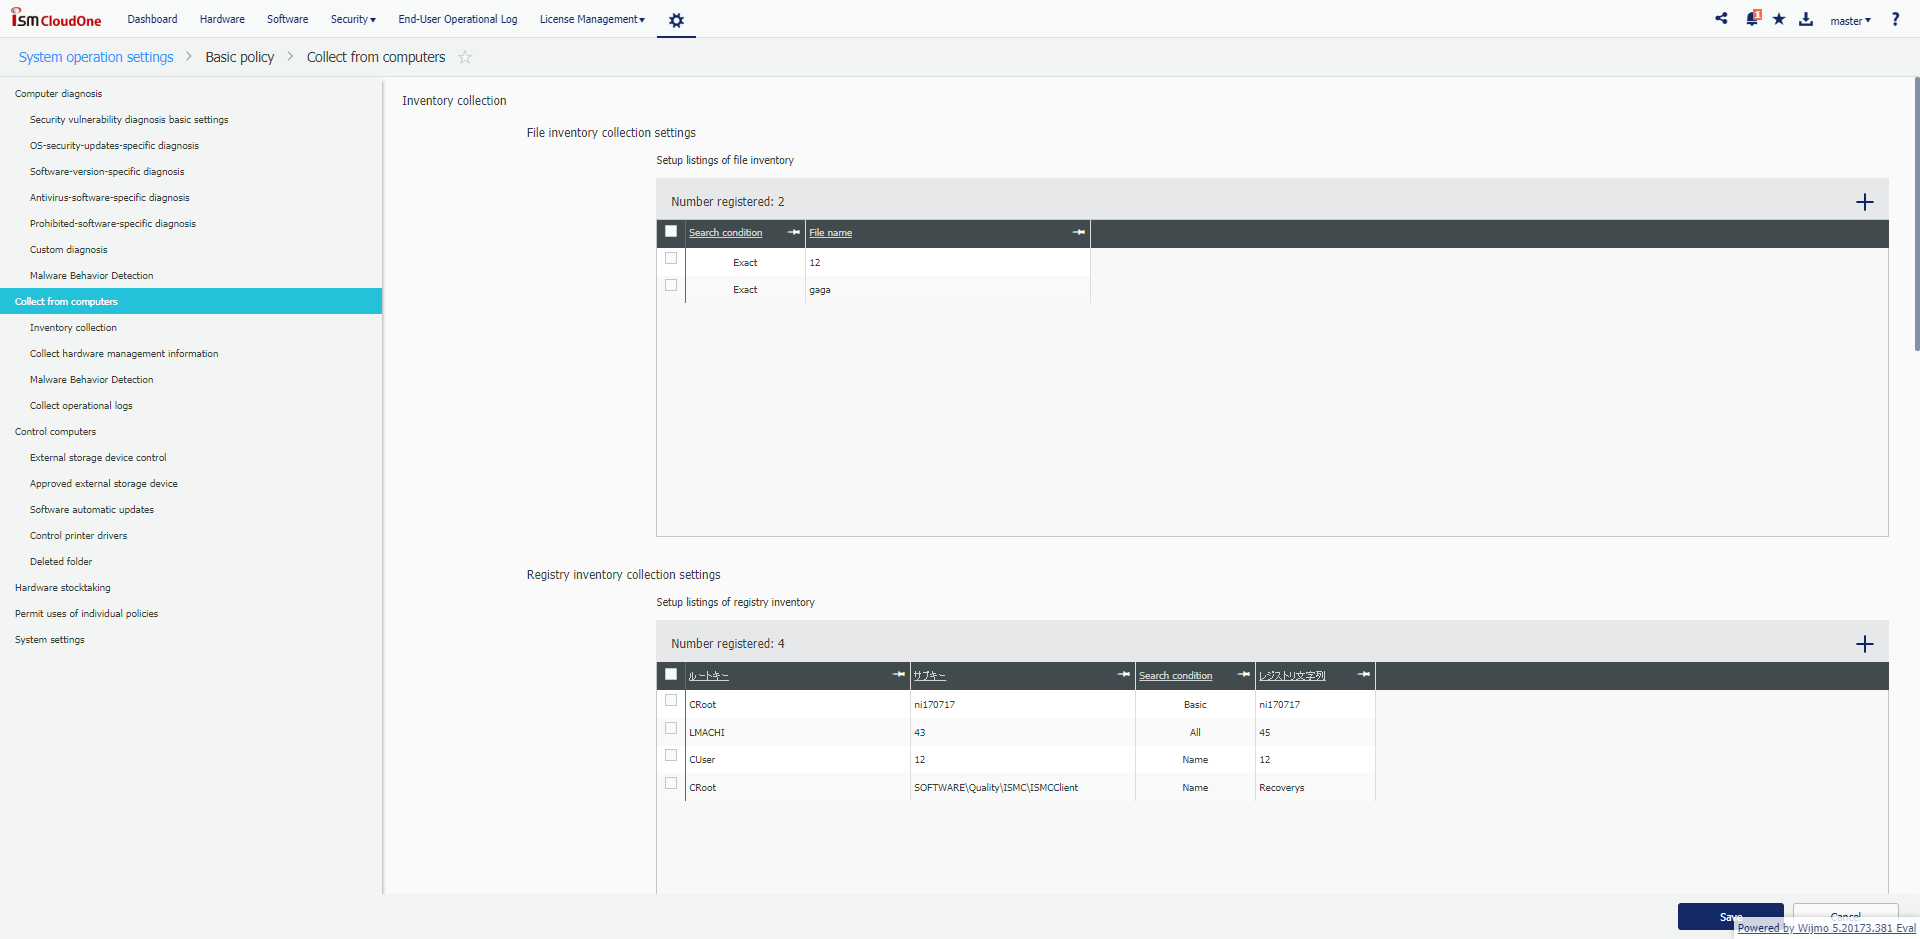 ism CloudOne
Dashboard Hardware Software Security End-User Operational Log License Management 1 master ?
System operation settings > Basic policy > Collect from computers
Computer diagnosis
Security vulnerability diagnosis basic settings
OS-security-updates-specific diagnosis
Software-version-specific diagnosis
Antivirus-software-specific diagnosis
Prohibited-software-specific diagnosis
Custom diagnosis
Malware Behavior Detection
Collect from computers
Inventory collection
Collect hardware management information
Malware Behavior Detection
Collect operational logs
Control computers
External storage device control
Approved external storage device
Software automatic updates
Control printer drivers
Deleted folder
Hardware stocktaking
Permit uses of individual policies
System settings
Inventory collection
File inventory collection settings
Setup listings of file inventory
Number registered: 2
Search condition File name
Exact 12
Exact gaga
Registry inventory collection settings
Setup listings of registry inventory
Number registered: 4
ルートキー サブキー Search condition レジストリ文字列
CRoot ni170717 Basic ni170717
LMACHI 43 All 45
CUser 12 Name 12
CRoot SOFTWARE\Quality\ISMC\ISMCClient Name Recoverys
Save Cancel
Powered by Wijmo 5.20173.381 Eval